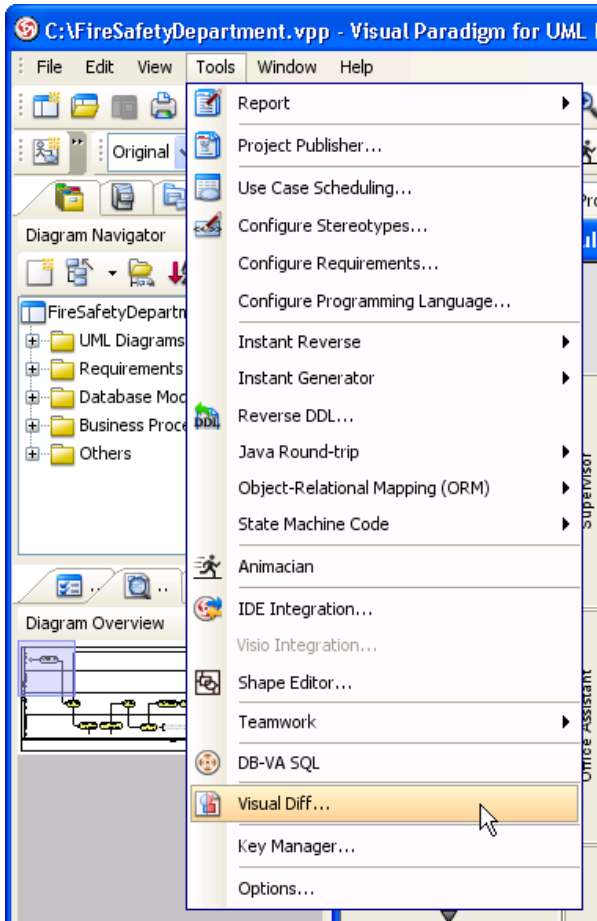 C:\FireSafetyDepartment.vpp - Visual Paradigm for UML
File Edit View Tools Window Help
Original
Diagram Navigator
FireSafetyDepartn
UML Diagrams
Requirements
Database Mod
Business Proce
Others
Diagram Overview
Report
Project Publisher...
Use Case Scheduling...
Configure Stereotypes...
Configure Requirements...
Configure Programming Language...
Instant Reverse
Instant Generator
DDL Reverse DDL...
Java Round-trip
Object-Relational Mapping (ORM)
State Machine Code
Animacian
IDE Integration...
Visio Integration...
Shape Editor...
Teamwork
DB-VA SQL
Visual Diff...
Key Manager...
Options...
Supervisor
Office Assistant